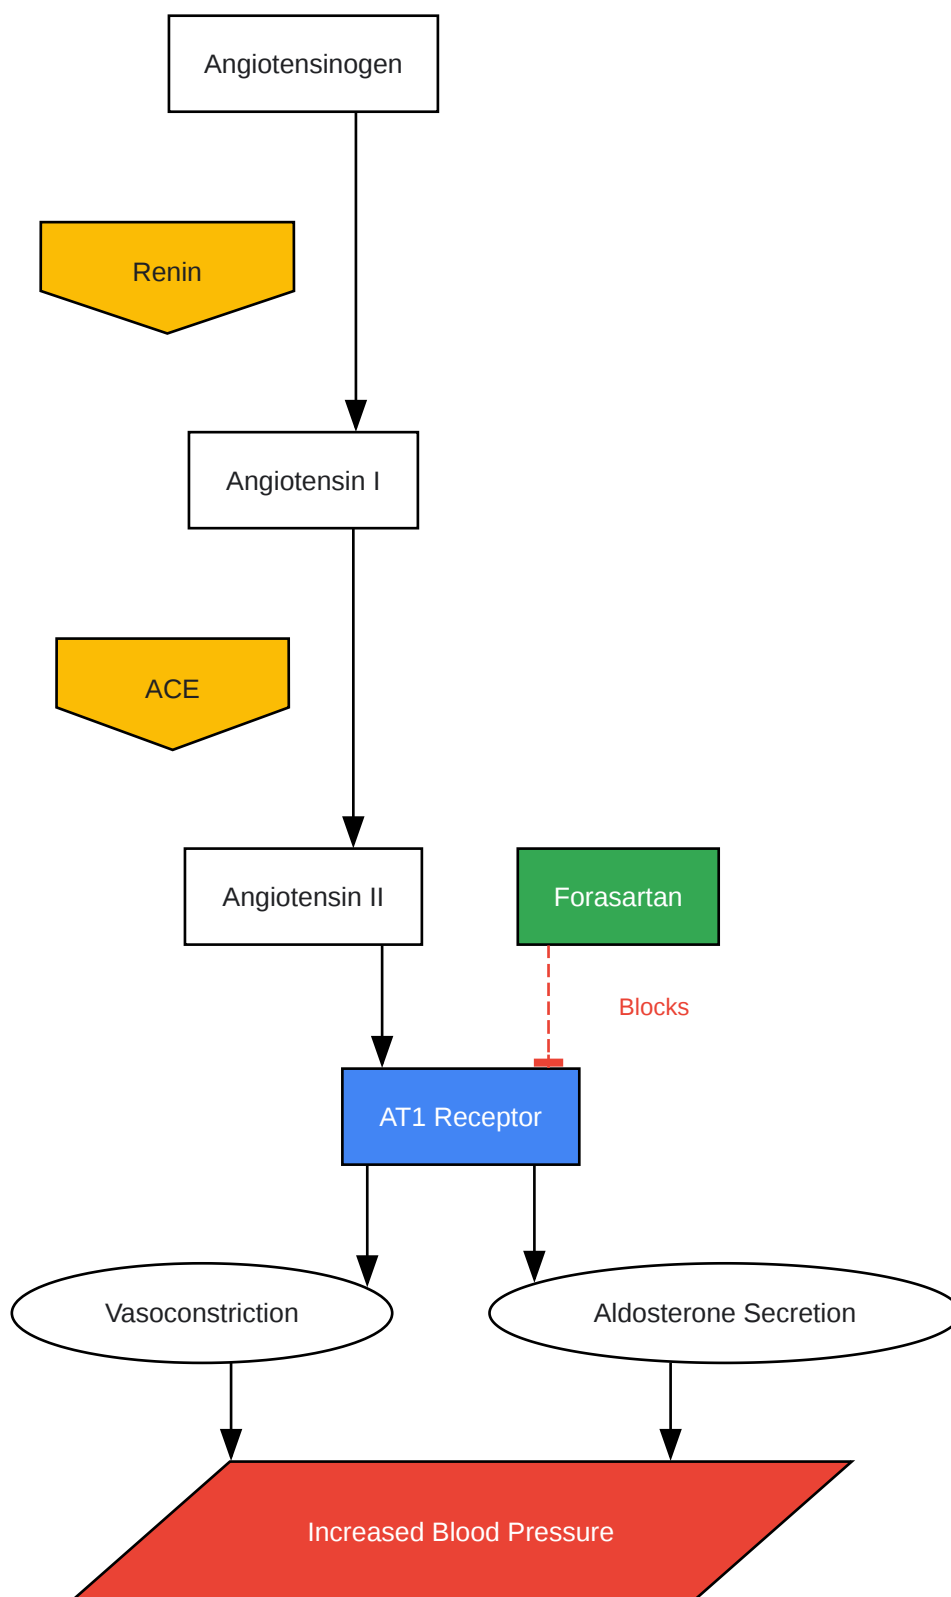 Angiotensinogen
Renin
Angiotensin I
ACE
Angiotensin II
Forasartan
Blocks
AT1 Receptor
Vasoconstriction
Aldosterone Secretion
Increased Blood Pressure